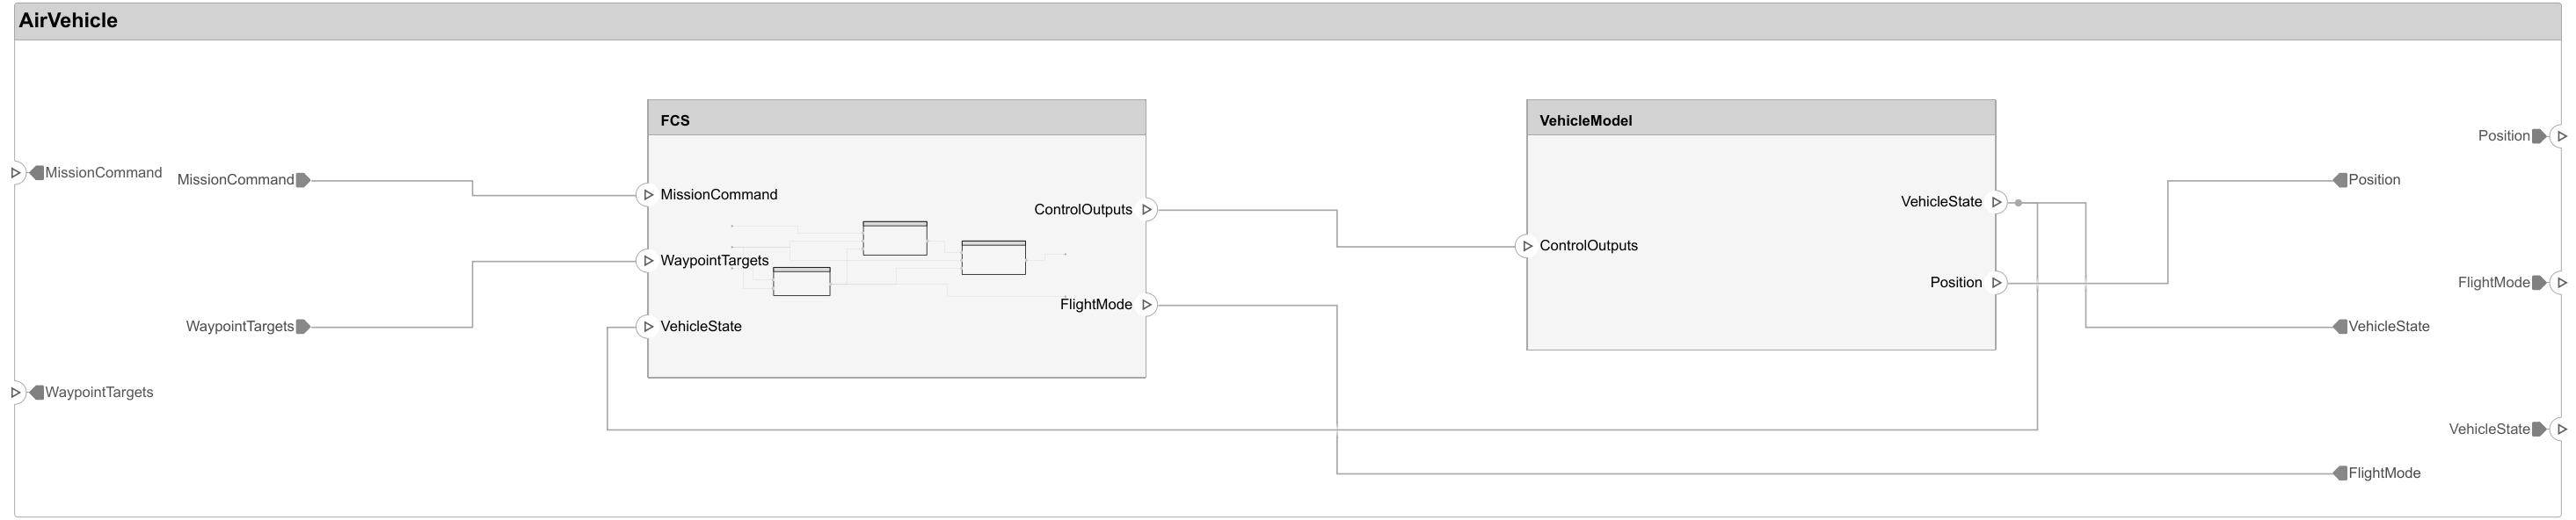 AirVehicle
FCS
VehicleModel
Position
MissionCommand
MissionCommand
Position
MissionCommand
VehicleState
ControlOutputs
ControlOutputs
WaypointTargets
Position
FlightMode
FlightMode
WaypointTargets
VehicleState
VehicleState
WaypointTargets
VehicleState
FlightMode